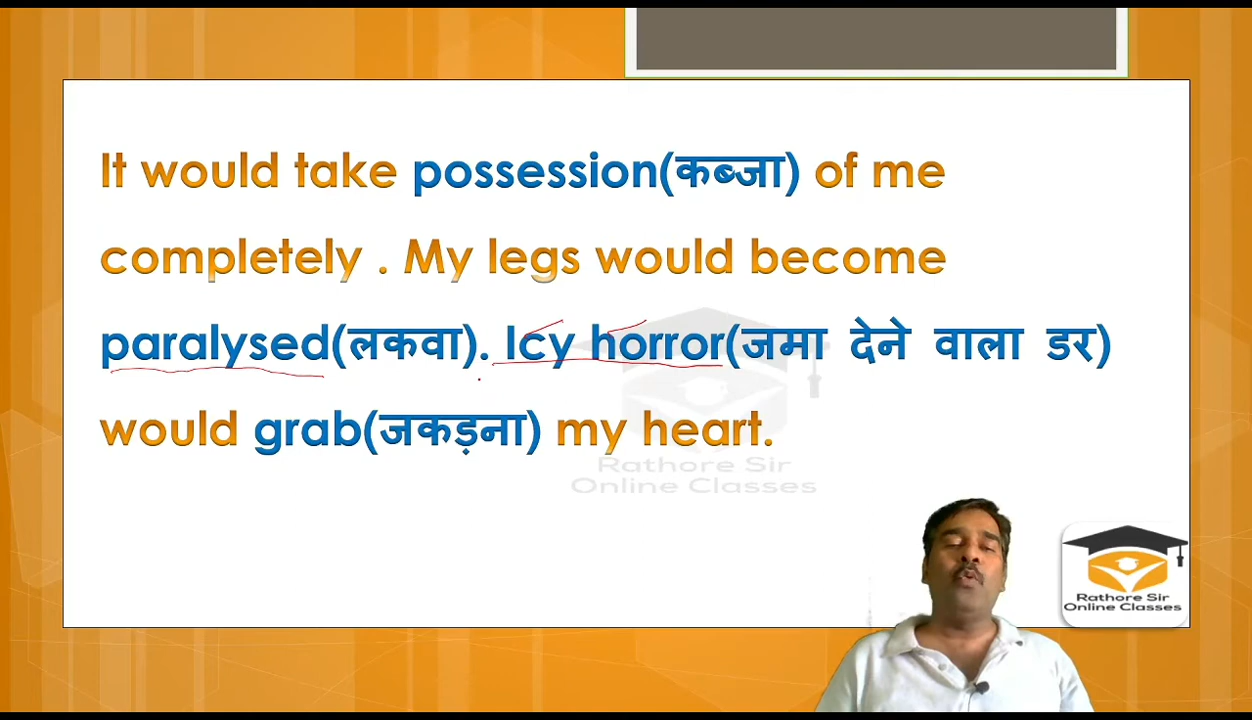 It would take possession(कब्जा) of me
completely . My legs would become
paralysed(लकवा). Icy horror(जमा देने वाला डर)
would grab(जकड़ना) my heart.
Rathore Sir
Online Classes
Rathore Sir
Online Classes